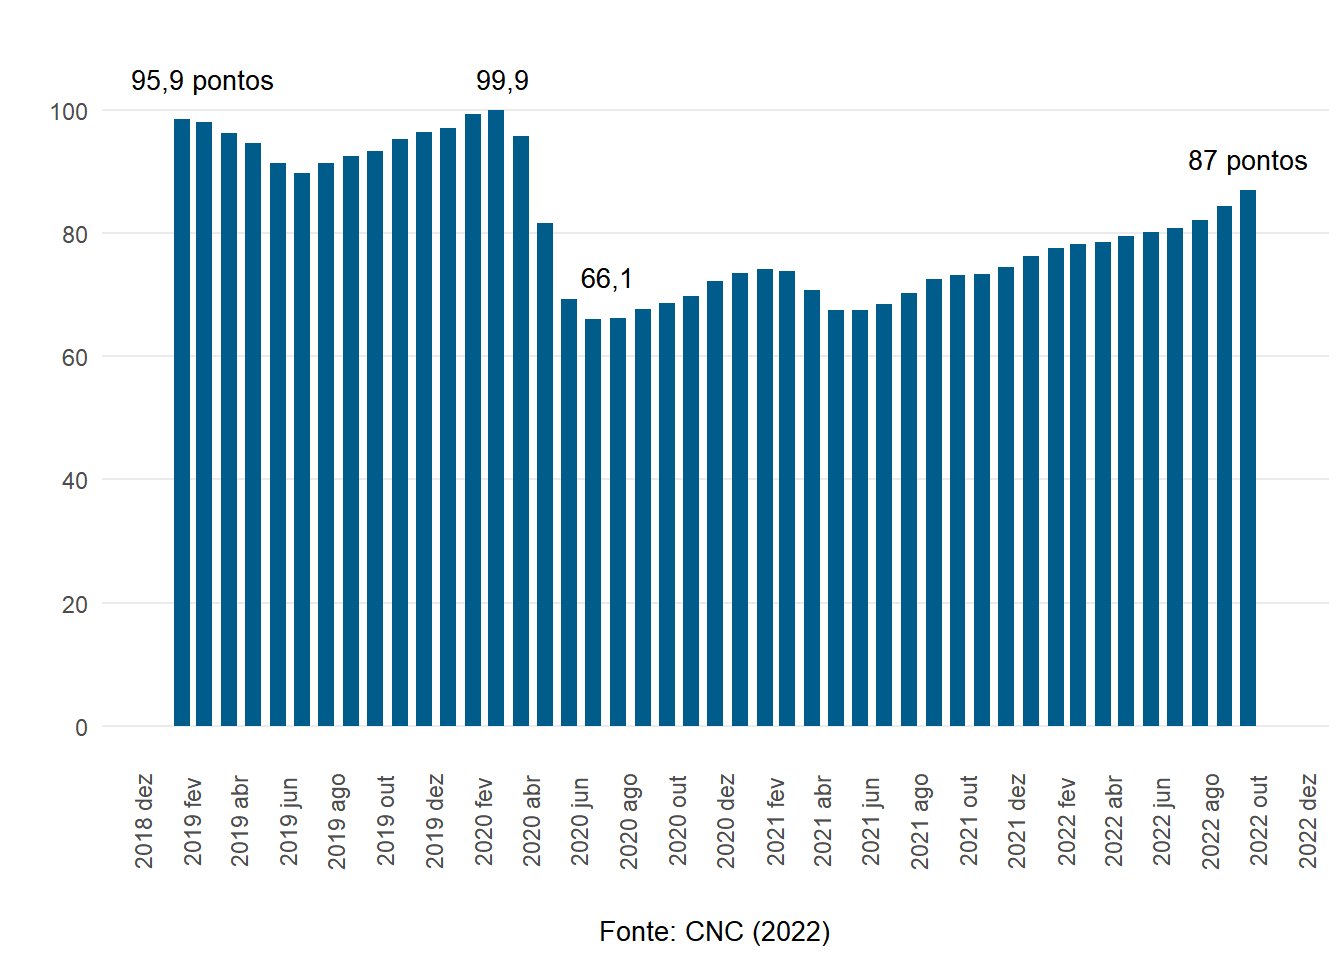 95,9 pontos
99,9
100
87 pontos
80
66,1
60
40
20
0
2018 dez
2019 fev
2019 abr
2019 jun
2019 ago
2019 out
2019 dez
2020 fev
2020 abr
2020 jun
2020 ago
2020 out
2020 dez
2021 fev
2021 abr
2021 jun
2021 ago
2021 out
2021 dez
2022 fev
2022 abr
2022 jun
2022 ago
2022 out
2022 dez
Fonte: CNC (2022)